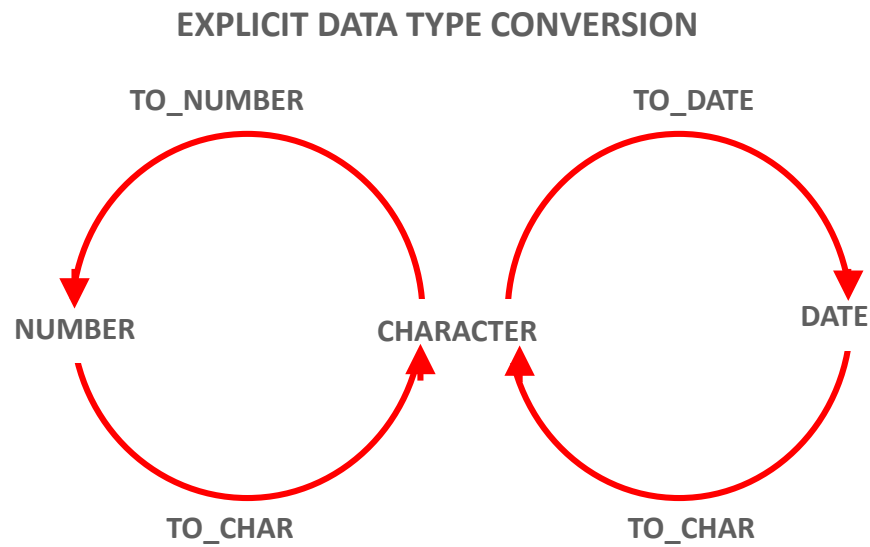 EXPLICIT DATA TYPE CONVERSION
TO_NUMBER
TO_DATE
NUMBER
CHARACTER
DATE
TO_CHAR
TO_CHAR